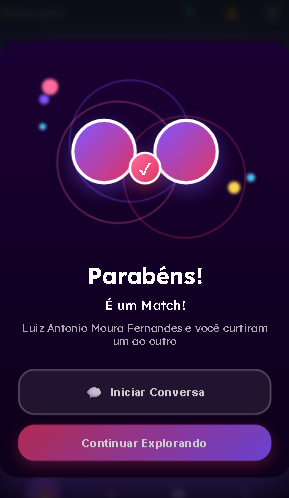 Parabéns!
É um Match!
Luiz Antonio Moura Fernandes e você curtiram
um ao outro
Iniciar Conversa
Continuar Explorando